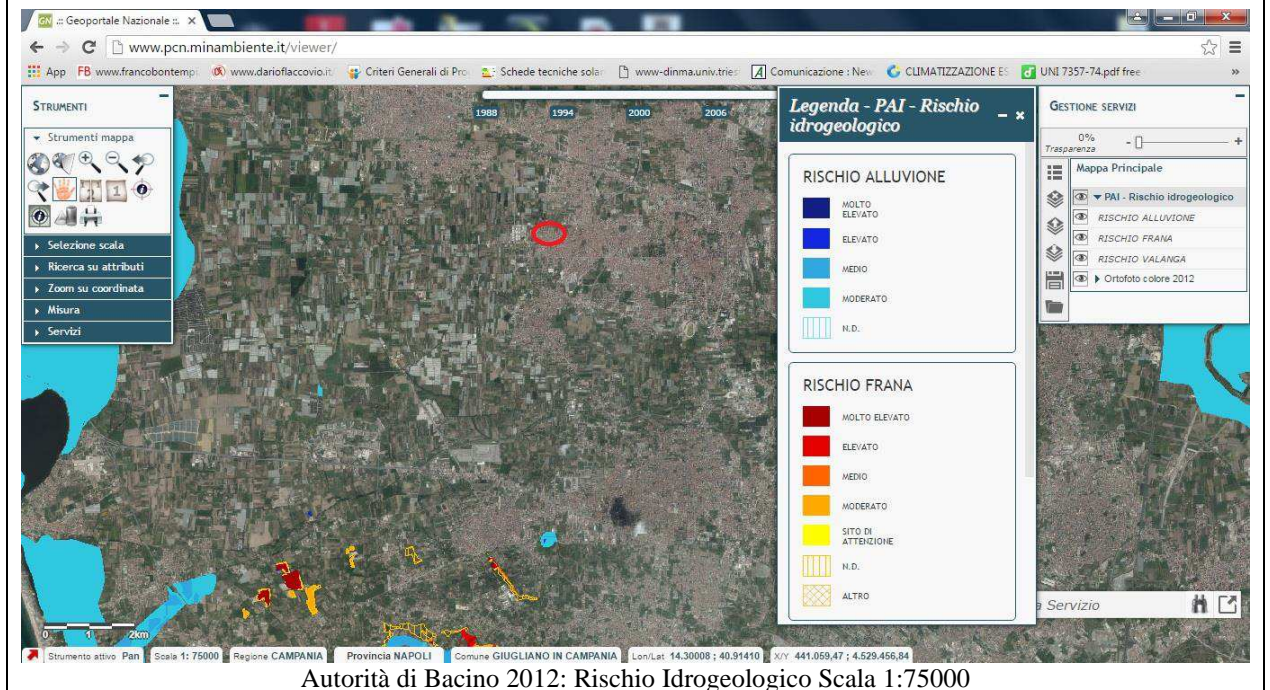 GN .:: Geoportale Nazionale ::. ×
www.pcn.minambiente.it/viewer/
App FB www.francobontemp www.darioflaccovio.it Criteri Generali di Pro Schede tecniche sola www-dinma.univ.tries Comunicazione : New CLIMATIZZAZIONE ES UNI 7357-74.pdf free »
STRUMENTI
Strumenti mappa
Selezione scala
Ricerca su attributi
Zoom su coordinata
Misura
Servizi
1988 1994 2000 2006
Legenda - PAI - Rischio
idrogeologico
RISCHIO ALLUVIONE
MOLTO
ELEVATO
ELEVATO
MEDIO
MODERATO
N.D.
RISCHIO FRANA
MOLTO ELEVATO
ELEVATO
MEDIO
MODERATO
SITO DI
ATTENZIONE
N.D.
ALTRO
GESTIONE SERVIZI
0%
Trasparenza - +
Mappa Principale
PAI - Rischio idrogeologico
RISCHIO ALLUVIONE
RISCHIO FRANA
RISCHIO VALANGA
Ortofoto colore 2012
a Servizio
0 1 2km
Strumento attivo Pan Scala 1: 75000 Regione CAMPANIA Provincia NAPOLI Comune GIUGLIANO IN CAMPANIA Lon/Lat 14.30008 ; 40.91410 X/Y 441.059,47 ; 4.529.456,84
Autorità di Bacino 2012: Rischio Idrogeologico Scala 1:75000